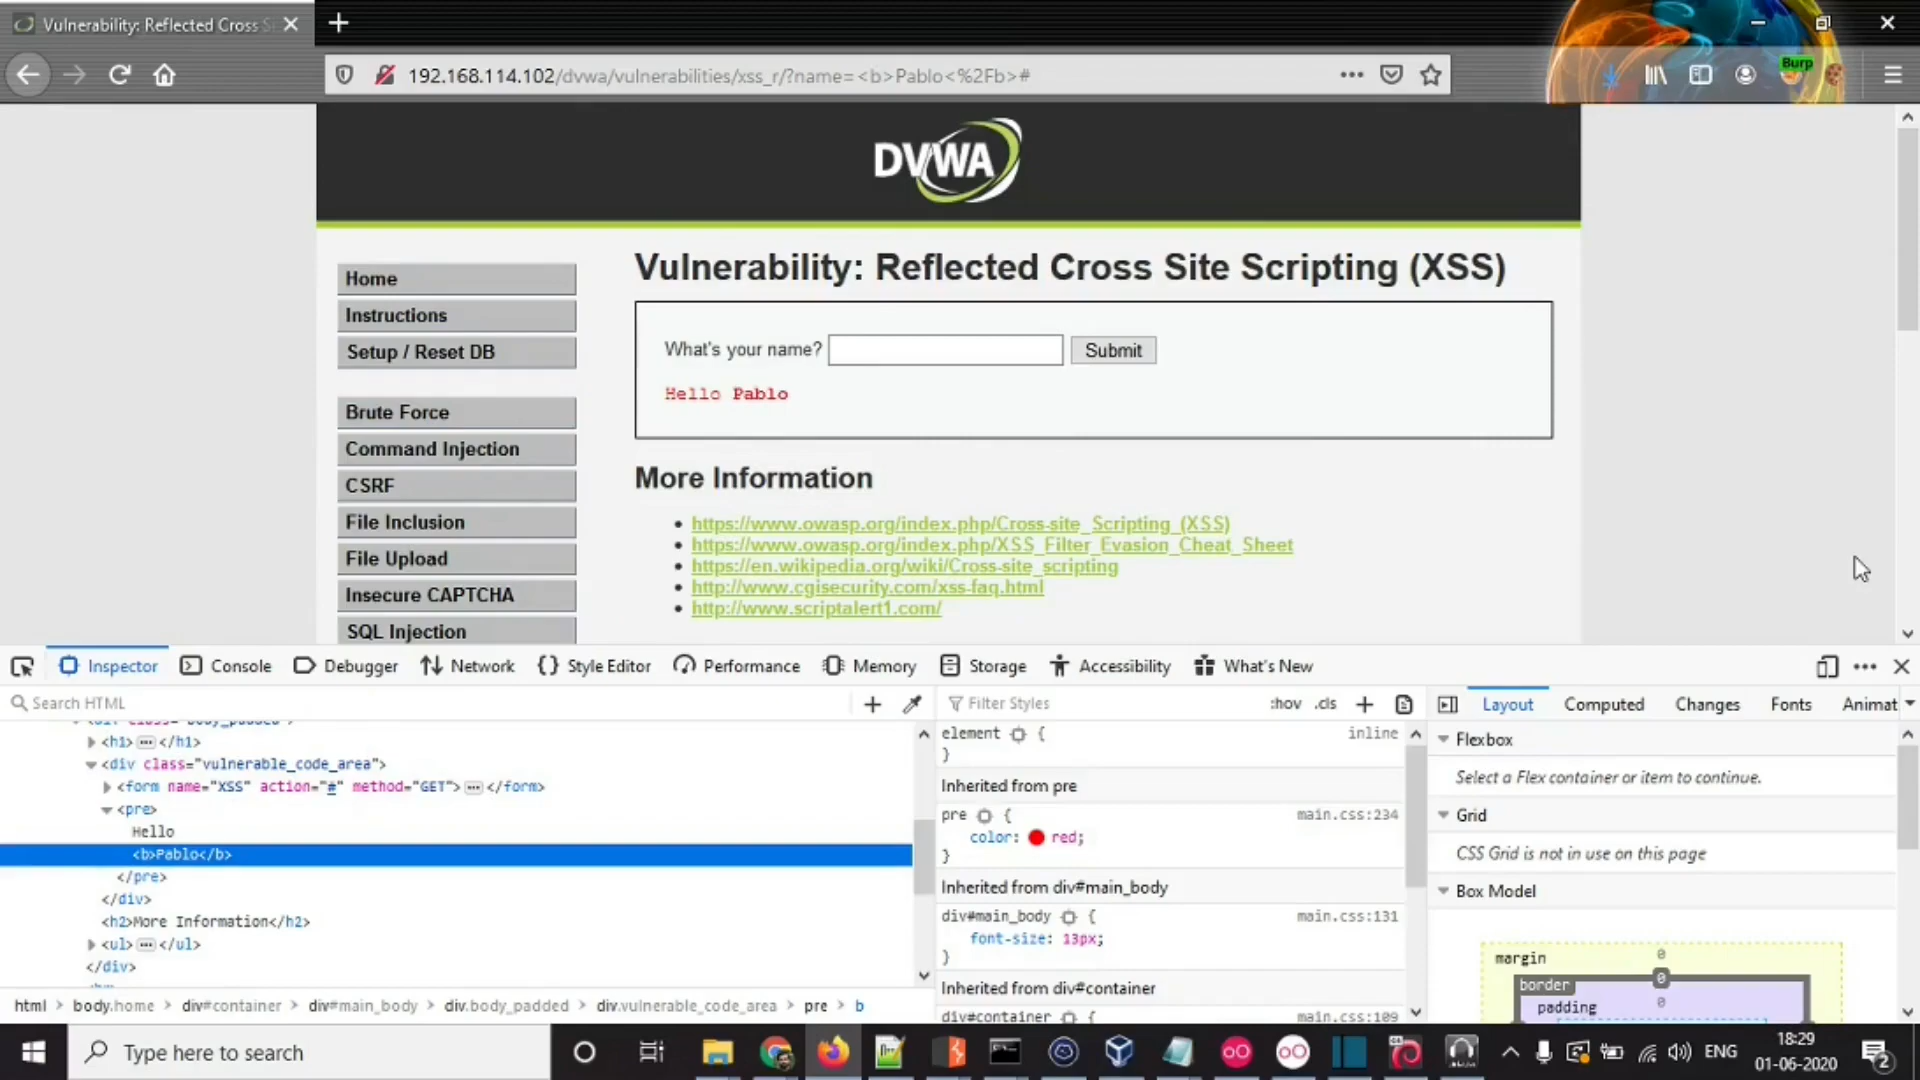 Vulnerability: Reflected Cross S
192.168.114.102/dvwa/vulnerabilities/xss_r/?name=<b>Pablo<%2Fb>#
Burp
DVWA
Vulnerability: Reflected Cross Site Scripting (XSS)
Home
Instructions
Setup / Reset DB
Brute Force
Command Injection
CSRF
File Inclusion
File Upload
Insecure CAPTCHA
SQL Injection
What's your name?
Submit
Hello Pablo
More Information
https://www.owasp.org/index.php/Cross-site_Scripting_(XSS)
https://www.owasp.org/index.php/XSS_Filter_Evasion_Cheat_Sheet
https://en.wikipedia.org/wiki/Cross-site_scripting
http://www.cgisecurity.com/xss-faq.html
http://www.scriptalert1.com/
Inspector Console Debugger Network {} Style Editor Performance Memory Storage Accessibility What's New
Search HTML
<div class="body_padded">
<h1> </h1>
<div class="vulnerable_code_area">
<form name="XSS" action="#" method="GET"> </form>
<pre>
Hello
<b>Pablo</b>
</pre>
</div>
<h2>More Information</h2>
<ul> </ul>
</div>
html > body.home > div#container > div#main_body > div.body_padded > div.vulnerable_code_area > pre > b
Filter Styles :hov .cls
element { inline
}
Inherited from pre
pre { main.css:234
color: red;
}
Inherited from div#main_body
div#main_body { main.css:131
font-size: 13px;
}
Inherited from div#container
div#container { main.css:109
Layout Computed Changes Fonts Animat
Flexbox
Select a Flex container or item to continue.
Grid
CSS Grid is not in use on this page
Box Model
margin 0
border 0
padding 0
Type here to search
ENG
18:29
01-06-2020
2